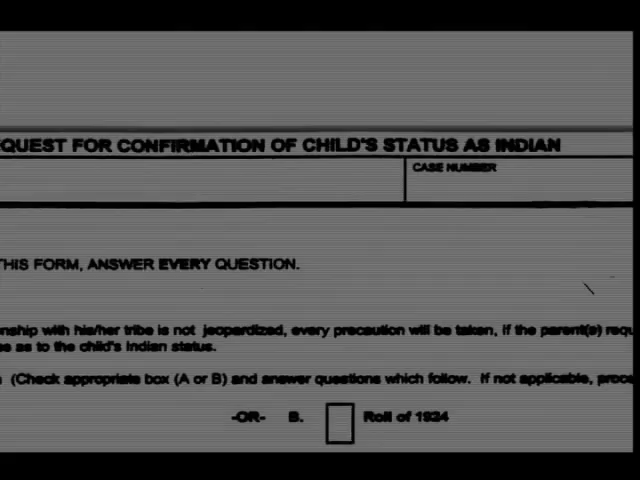 QUEST FOR CONFIRMATION OF CHILD'S STATUS AS INDIAN
CASE NUMBER
THIS FORM, ANSWER EVERY QUESTION.
nship with his/her tribe is not jeopardized, every precaution will be taken, if the parent(s) requ
as to the child's Indian status.
(Check appropriate box (A or B) and answer questions which follow. If not applicable, proce
-OR- B. Roll of 1924